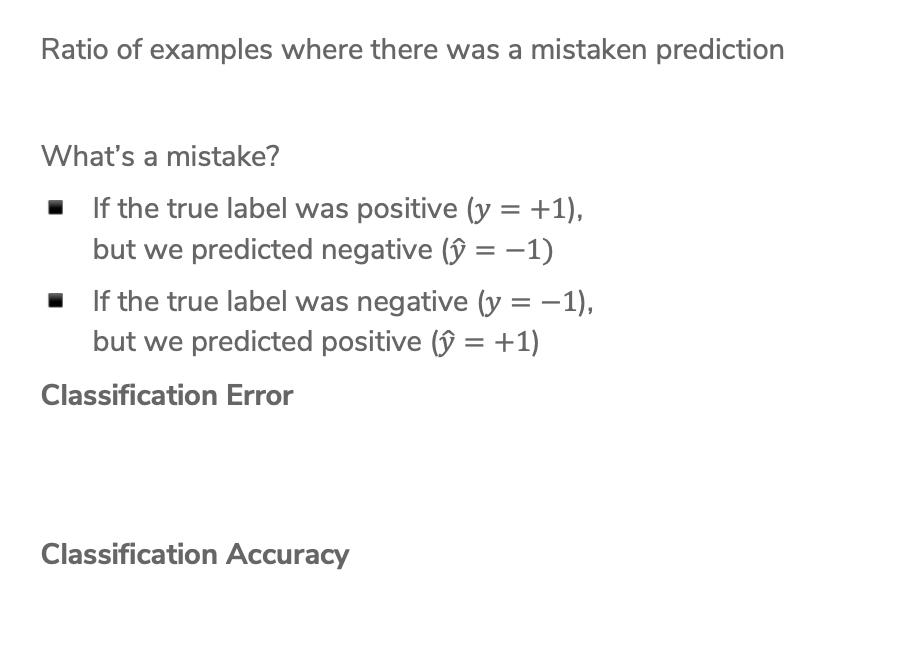 Ratio of examples where there was a mistaken prediction
What’s a mistake?
▪ If the true label was positive (𝑦 = +1),
but we predicted negative (ŷ = −1)
▪ If the true label was negative (𝑦 = −1),
but we predicted positive (ŷ = +1)
Classification Error
Classification Accuracy